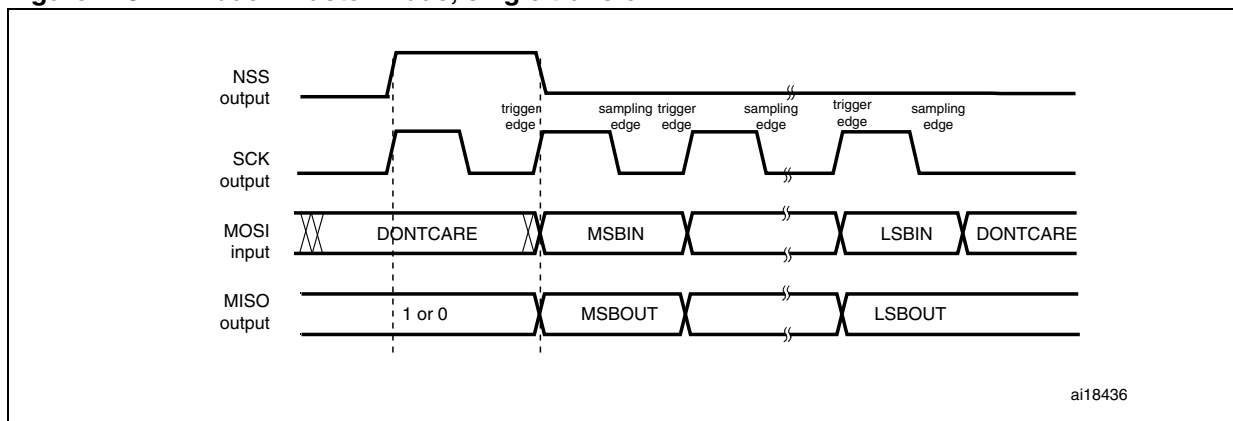 NSS
output
trigger
edge
sampling
edge
trigger
edge
sampling
edge
trigger
edge
sampling
edge
SCK
output
MOSI
input
DONTCARE
MSBIN
LSBIN
DONTCARE
MISO
output
1 or 0
MSBOUT
LSBOUT
ai18436